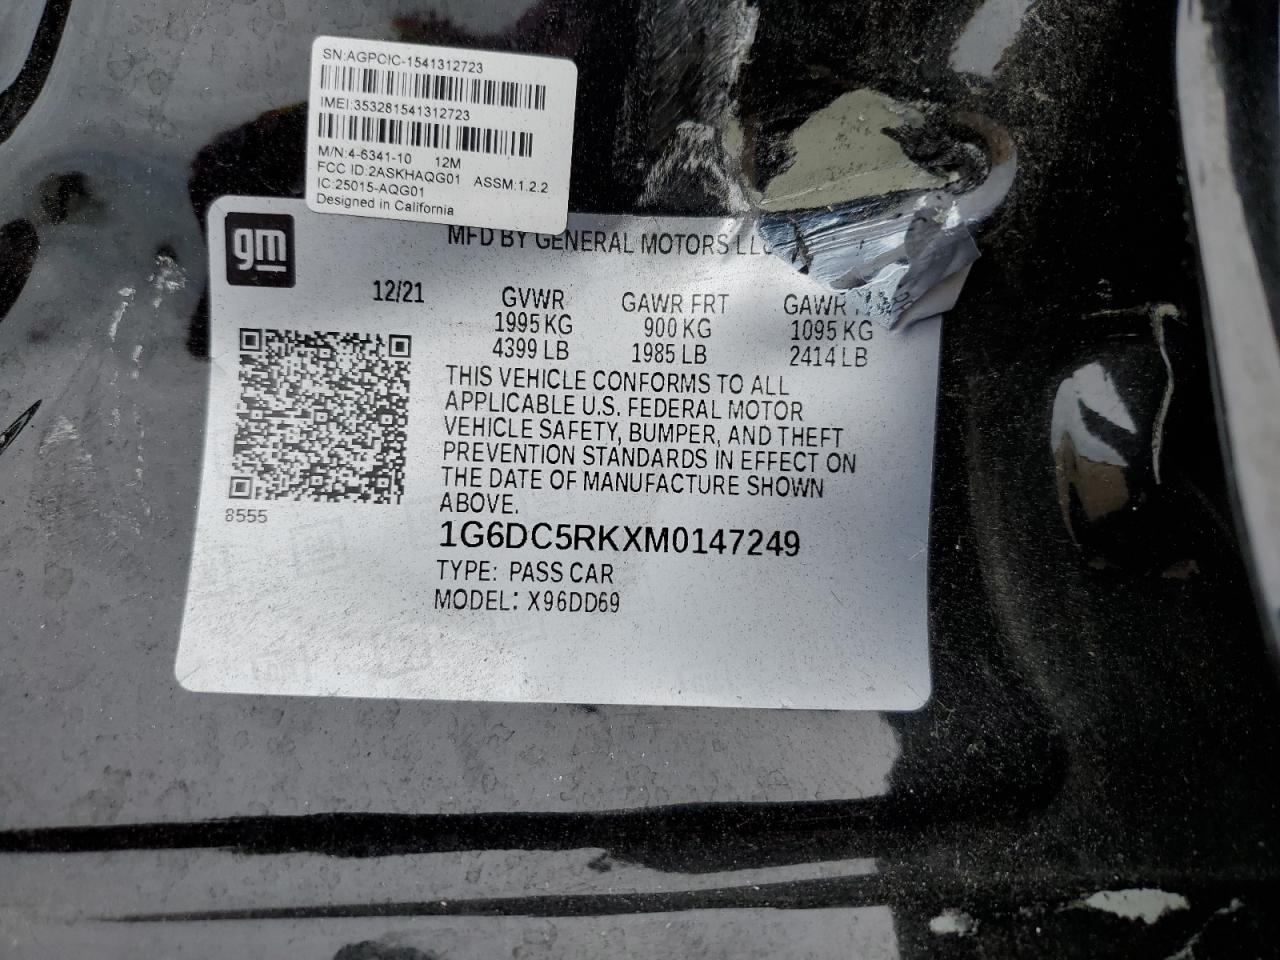 SN:AGPCIC-1541312723
IMEI:353281541312723
M/N:4-6341-10 12M
FCC ID:2ASKHAQG01 ASSM:1.2.2
IC:25015-AQG01
Designed in California
gm
MFD BY GENERAL MOTORS LLC
12/21
GVWR GAWR FRT GAWR
1995 KG 900 KG 1095 KG
4399 LB 1985 LB 2414 LB
THIS VEHICLE CONFORMS TO ALL
APPLICABLE U.S. FEDERAL MOTOR
VEHICLE SAFETY, BUMPER, AND THEFT
PREVENTION STANDARDS IN EFFECT ON
THE DATE OF MANUFACTURE SHOWN
ABOVE.
8555
1G6DC5RKXM0147249
TYPE: PASS CAR
MODEL: X96DD69